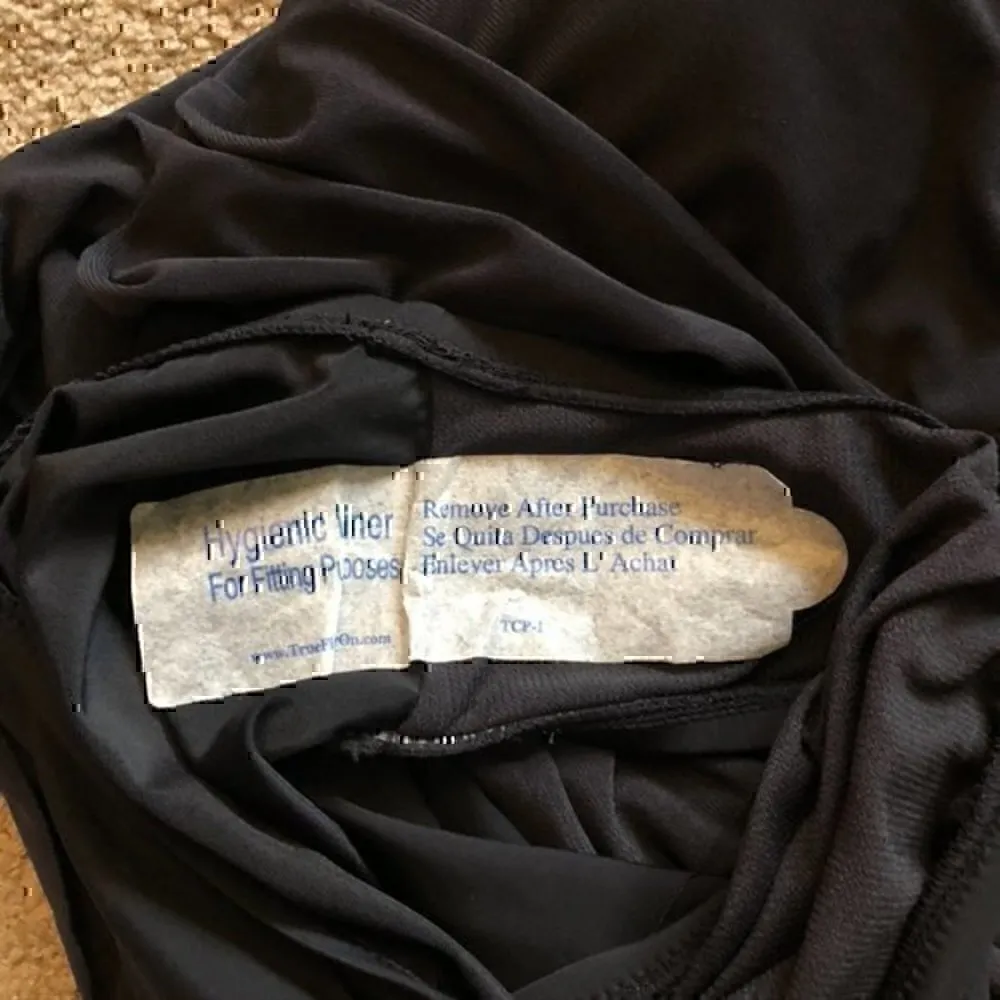 Hygienic liner
For Fitting Puposes
www.TrueFitOn.com
Remove After Purchase
Se Quita Despues de Comprar
Enlever Apres L' Achat
TCP-1